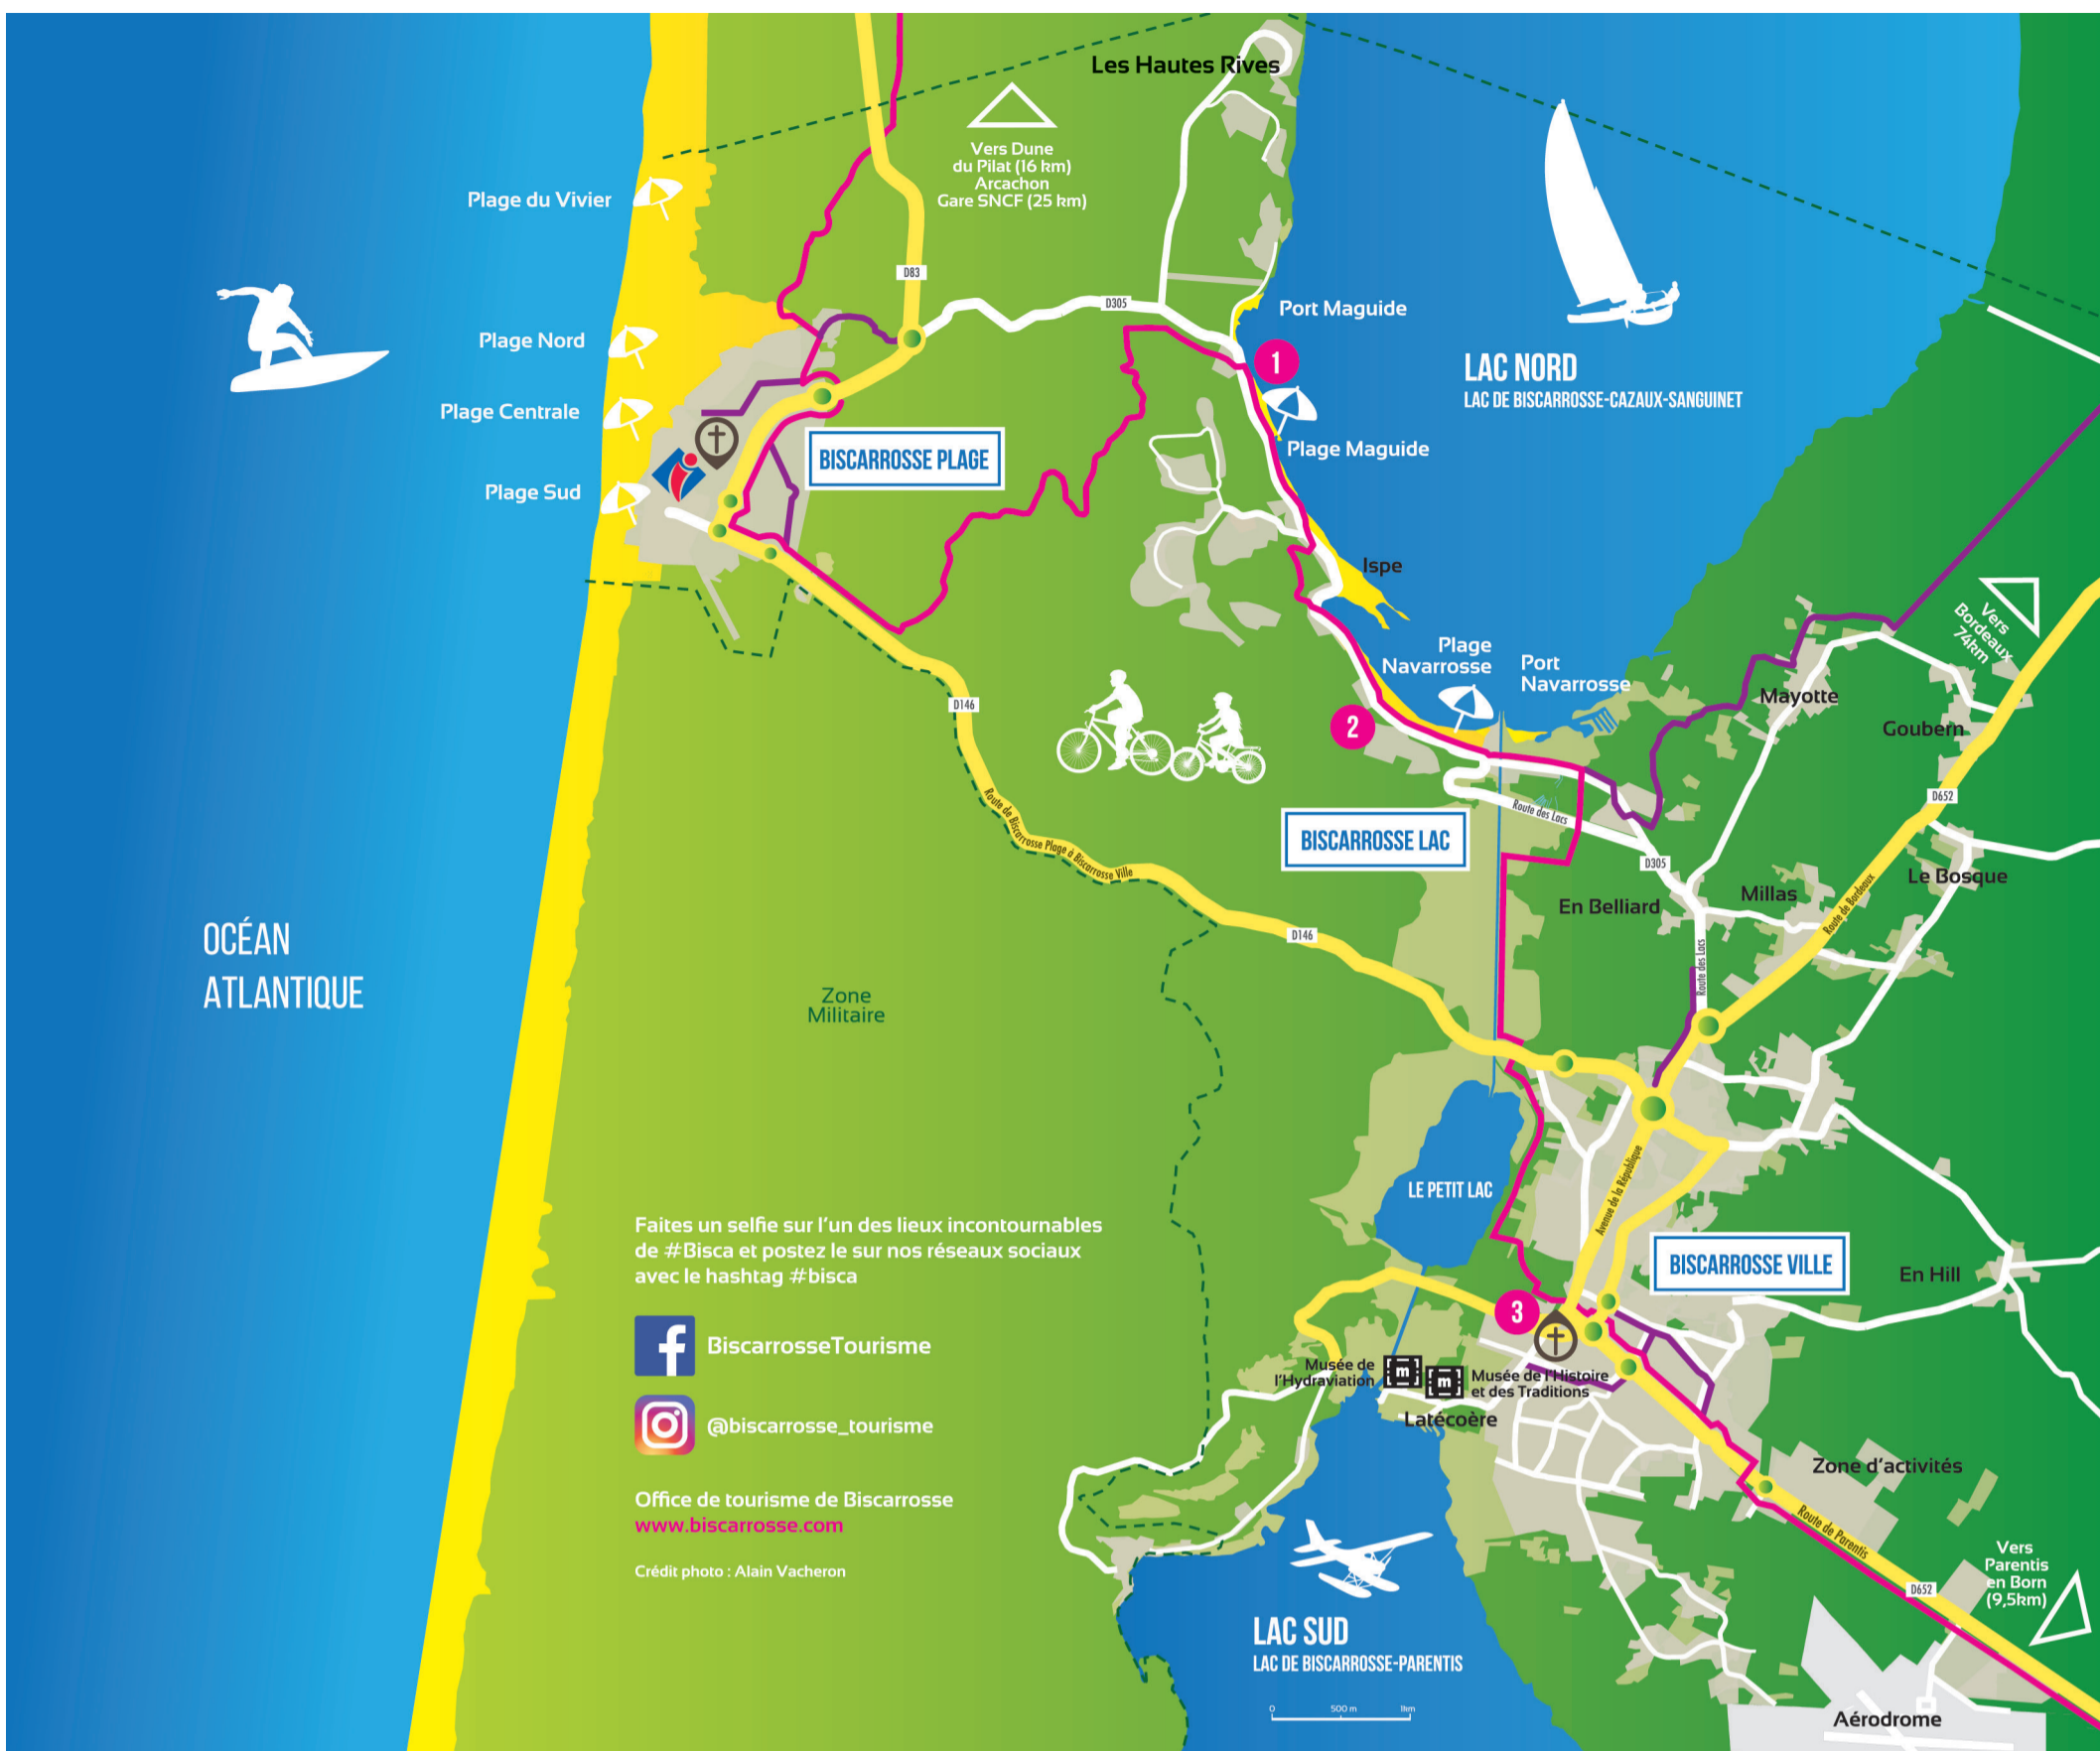 Les Hautes Rives
Vers Dune
du Pilat (16 km)
Arcachon
Gare SNCF (25 km)
Plage du Vivier
D83
D305
Port Maguide
Plage Nord
1
LAC NORD
LAC DE BISCARROSSE-CAZAUX-SANGUINET
Plage Centrale
BISCARROSSE PLAGE
Plage Maguide
Plage Sud
Ispe
Vers
Bordeaux
74km
Plage
Navarrosse
Port
Navarrosse
Mayotte
D146
2
Goubern
D652
Route de Biscarrosse Plage à Biscarrosse Ville
Route des Lacs
BISCARROSSE LAC
D305
Le Bosque
Millas
En Belliard
Route de Bordeaux
D146
OCÉAN
ATLANTIQUE
Route des Lacs
Zone
Militaire
LE PETIT LAC
Avenue de la République
Faites un selfie sur l'un des lieux incontournables
de #Bisca et postez le sur nos réseaux sociaux
avec le hashtag #bisca
BISCARROSSE VILLE
En Hill
3
f
BiscarrosseTourisme
Musée de
l'Hydraviation
m
m
Musée de l'Histoire
et des Traditions
Latécoère
@biscarrosse_tourisme
Zone d'activités
Office de tourisme de Biscarrosse
www.biscarrosse.com
Route de Parentis
Crédit photo : Alain Vacheron
D652
Vers
Parentis
en Born
(9,5km)
LAC SUD
LAC DE BISCARROSSE-PARENTIS
0 500 m 1km
Aérodrome